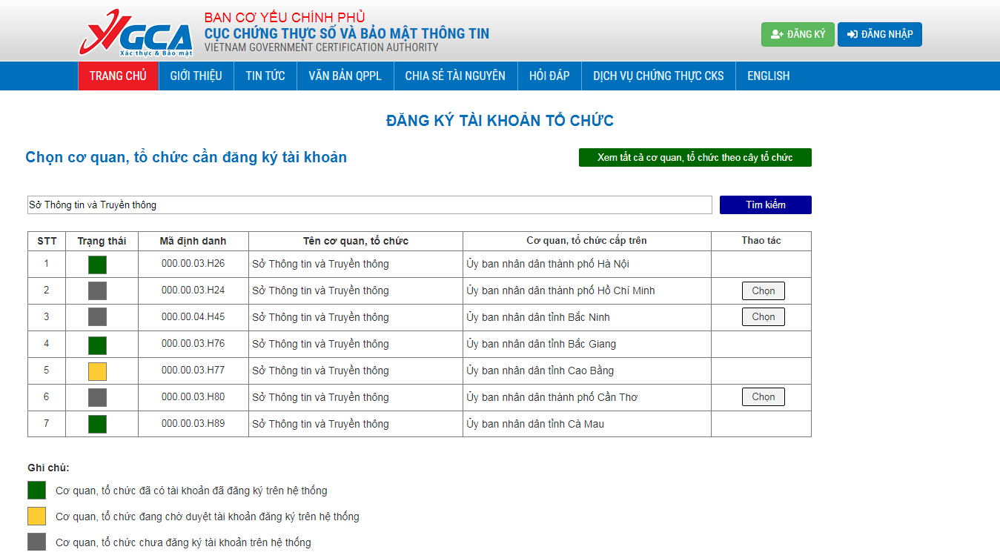 VGCA
Xác thực & Bảo mật
BAN CƠ YẾU CHÍNH PHỦ
CỤC CHỨNG THỰC SỐ VÀ BẢO MẬT THÔNG TIN
VIETNAM GOVERNMENT CERTIFICATION AUTHORITY
ĐĂNG KÝ ĐĂNG NHẬP
TRANG CHỦ GIỚI THIỆU TIN TỨC VĂN BẢN QPPL CHIA SẺ TÀI NGUYÊN HỎI ĐÁP DỊCH VỤ CHỨNG THỰC CKS ENGLISH
ĐĂNG KÝ TÀI KHOẢN TỔ CHỨC
Chọn cơ quan, tổ chức cần đăng ký tài khoản
Xem tất cả cơ quan, tổ chức theo cây tổ chức
Sở Thông tin và Truyền thông Tìm kiếm
STT Trạng thái Mã định danh Tên cơ quan, tổ chức Cơ quan, tổ chức cấp trên Thao tác
1 000.00.03.H26 Sở Thông tin và Truyền thông Ủy ban nhân dân thành phố Hà Nội
2 000.00.03.H24 Sở Thông tin và Truyền thông Ủy ban nhân dân thành phố Hồ Chí Minh Chọn
3 000.00.04.H45 Sở Thông tin và Truyền thông Ủy ban nhân dân tỉnh Bắc Ninh Chọn
4 000.00.03.H76 Sở Thông tin và Truyền thông Ủy ban nhân dân tỉnh Bắc Giang
5 000.00.03.H77 Sở Thông tin và Truyền thông Ủy ban nhân dân tỉnh Cao Bằng
6 000.00.03.H80 Sở Thông tin và Truyền thông Ủy ban nhân dân thành phố Cần Thơ Chọn
7 000.00.03.H89 Sở Thông tin và Truyền thông Ủy ban nhân dân tỉnh Cà Mau
Ghi chú:
Cơ quan, tổ chức đã có tài khoản đã đăng ký trên hệ thống
Cơ quan, tổ chức đang chờ duyệt tài khoản đăng ký trên hệ thống
Cơ quan, tổ chức chưa đăng ký tài khoản trên hệ thống